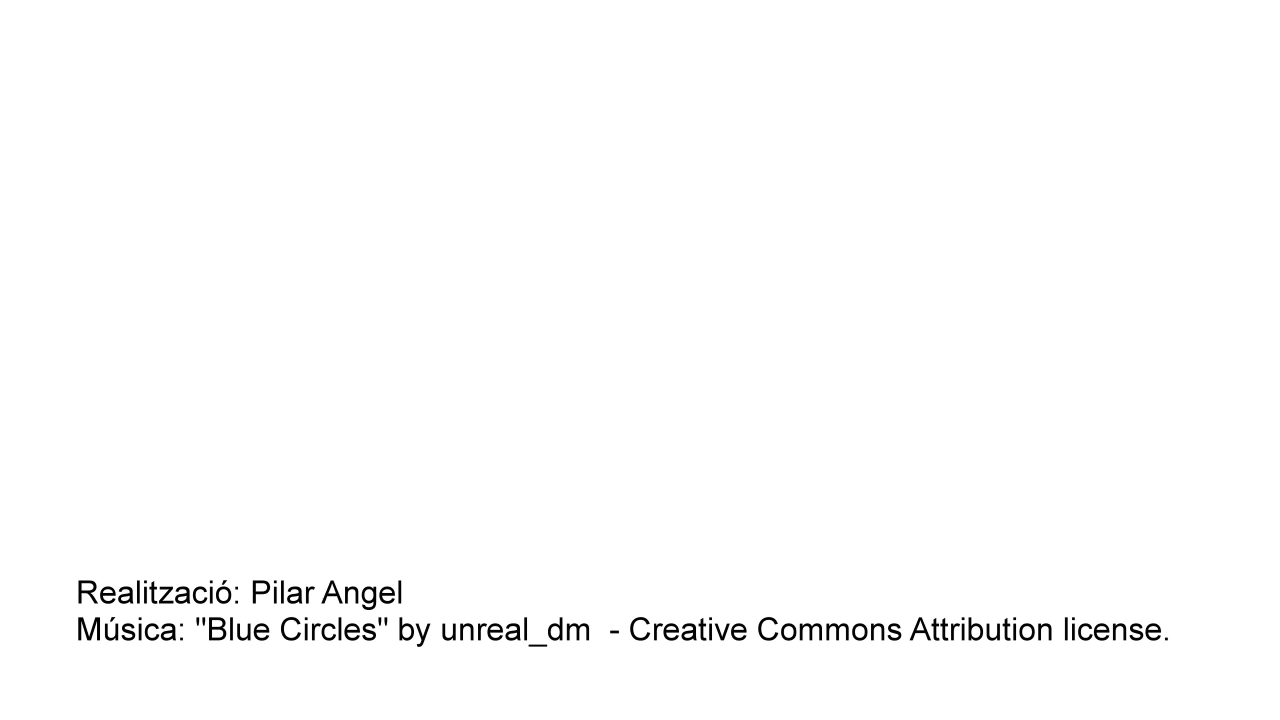 Realització: Pilar Angel
Música: "Blue Circles" by unreal_dm  - Creative Commons Attribution license.